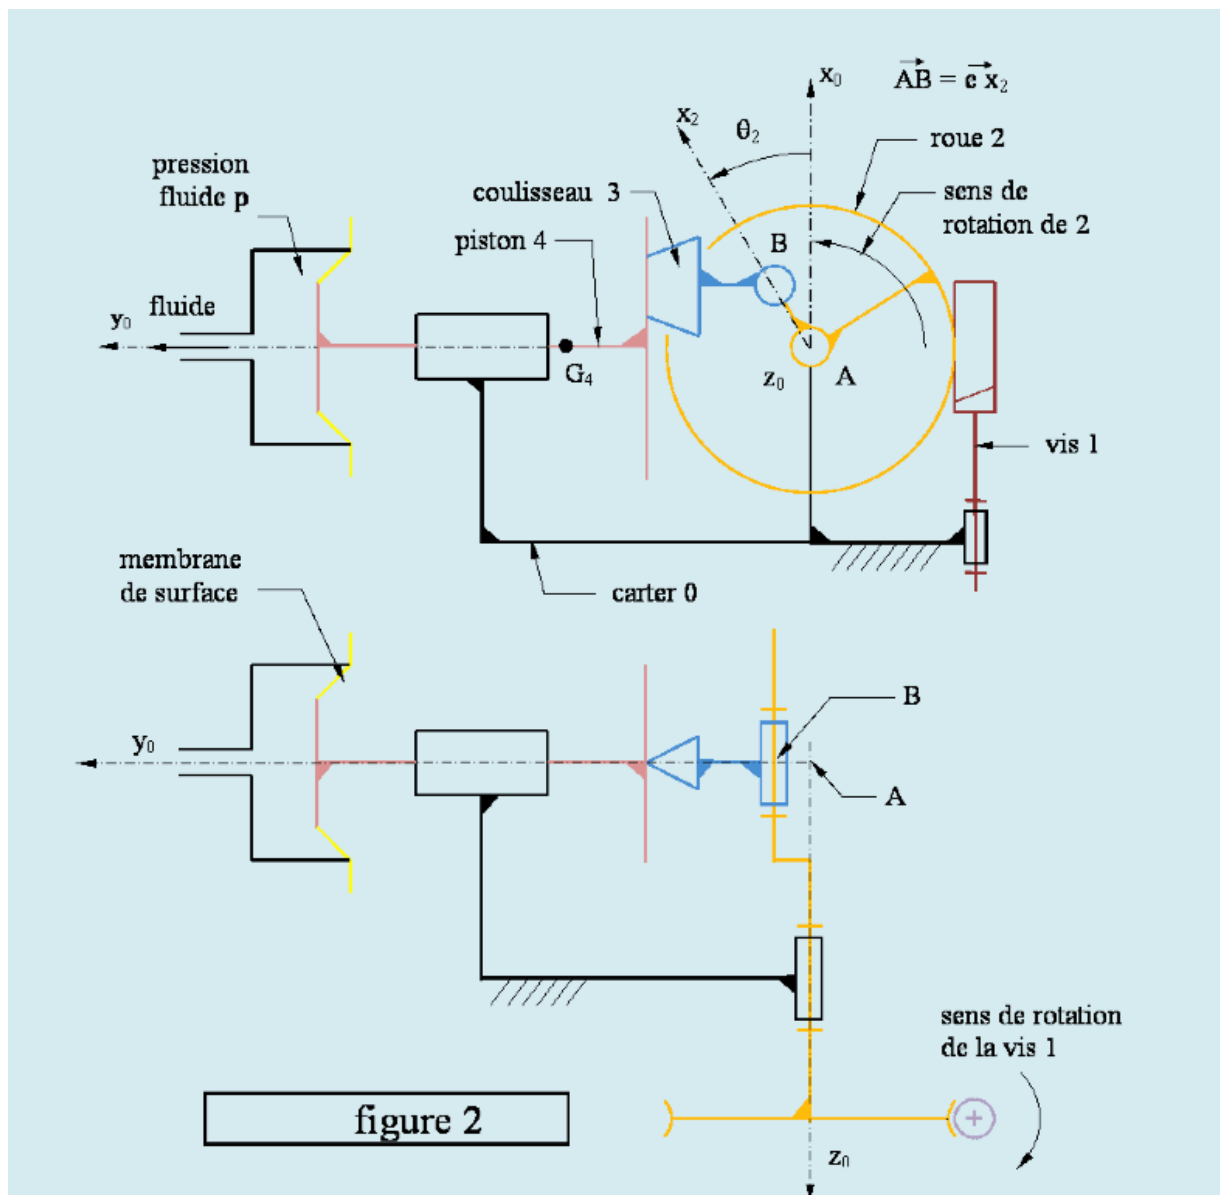 x₀
AB = c x₂
x₂
θ₂
roue 2
pression
fluide p
coulisseau 3
sens de
rotation de 2
piston 4
B
fluide
y₀
G₄
z₀
A
vis 1
membrane
de surface
carter 0
B
y₀
A
sens de rotation
de la vis 1
figure 2
z₀